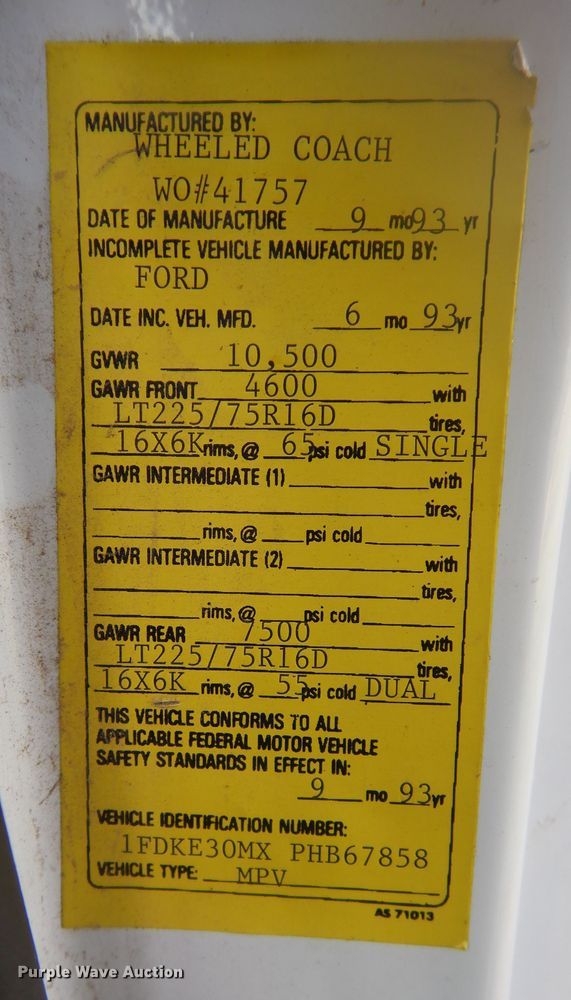 MANUFACTURED BY:
WHEELED COACH
WO#41757
DATE OF MANUFACTURE 9 mo 93 yr
INCOMPLETE VEHICLE MANUFACTURED BY:
FORD
DATE INC. VEH. MFD. 6 mo 93 yr
GVWR 10,500
GAWR FRONT 4600 with
LT225/75R16D tires,
16X6K rims, @ 65 psi cold SINGLE
GAWR INTERMEDIATE (1) with
tires,
rims, @ psi cold
GAWR INTERMEDIATE (2) with
tires,
rims, @ psi cold
GAWR REAR 7500 with
LT225/75R16D tires,
16X6K rims, @ 55 psi cold DUAL
THIS VEHICLE CONFORMS TO ALL
APPLICABLE FEDERAL MOTOR VEHICLE
SAFETY STANDARDS IN EFFECT IN:
9 mo 93 yr
VEHICLE IDENTIFICATION NUMBER:
1FDKE30MX PHB67858
VEHICLE TYPE: MPV
AS 71013
Purple Wave Auction